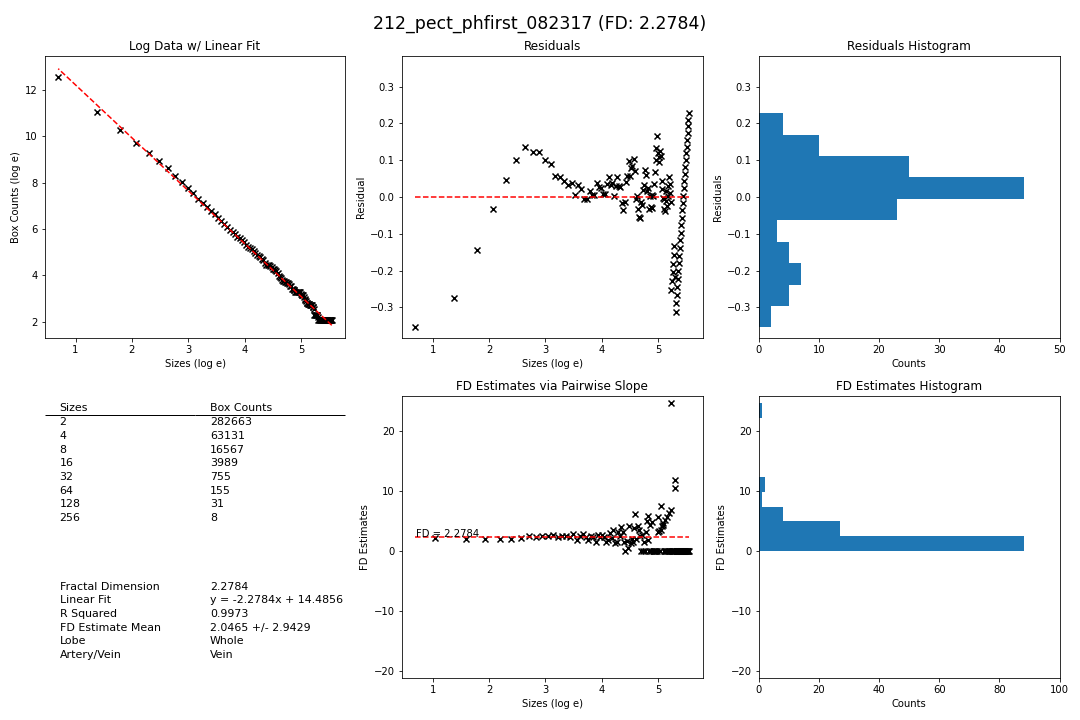 212_pect_phfirst_082317 (FD: 2.2784)
Log Data w/ Linear Fit
Box Counts (log e)
12
10
8
6
4
2
1 2 3 4 5
Sizes (log e)
Residuals
Residual
0.3
0.2
0.1
0.0
−0.1
−0.2
−0.3
1 2 3 4 5
Sizes (log e)
Residuals Histogram
Residuals
0.3
0.2
0.1
0.0
−0.1
−0.2
−0.3
0 10 20 30 40 50
Counts
Sizes Box Counts
2 282663
4 63131
8 16567
16 3989
32 755
64 155
128 31
256 8
Fractal Dimension 2.2784
Linear Fit y = -2.2784x + 14.4856
R Squared 0.9973
FD Estimate Mean 2.0465 +/- 2.9429
Lobe Whole
Artery/Vein Vein
FD Estimates via Pairwise Slope
FD Estimates
20
10
0
−10
−20
FD = 2.2784
1 2 3 4 5
Sizes (log e)
FD Estimates Histogram
FD Estimates
20
10
0
−10
−20
0 20 40 60 80 100
Counts